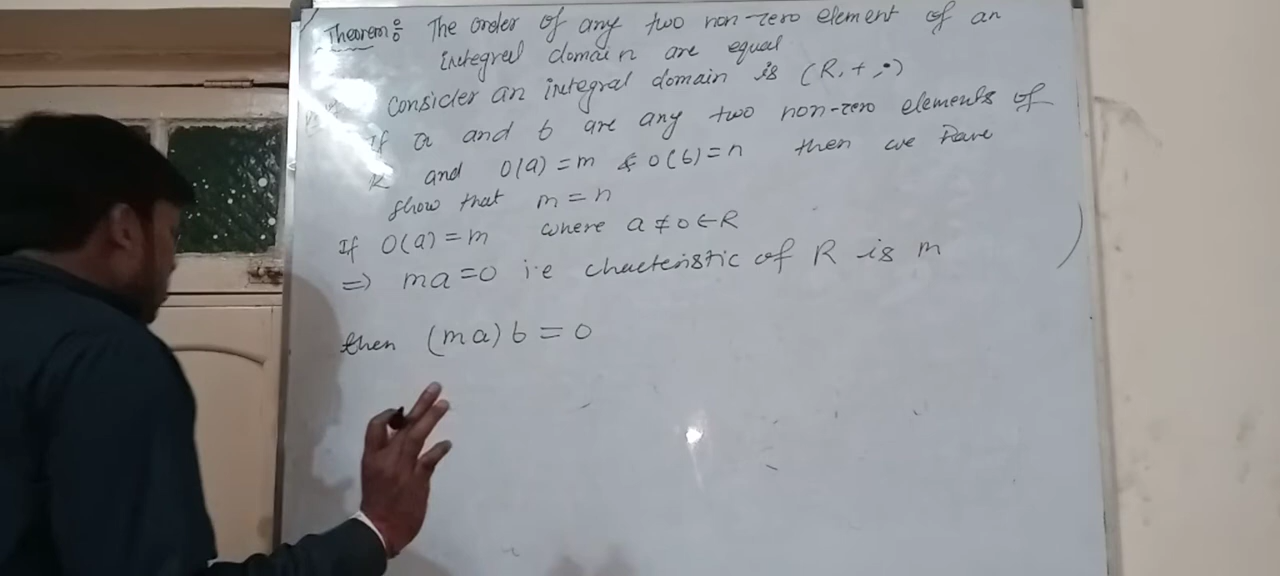 Theorem: The order of any two non-zero element of an
integral domain are equal
consider an integral domain is (R, +, ·)
If a and b are any two non-zero elements of
R and O(a) = m & O(b) = n then we have
show that m = n
If O(a) = m where a ≠ 0 ∈ R
⇒ ma = 0 i.e chacteristic of R is m
then (ma) b = 0